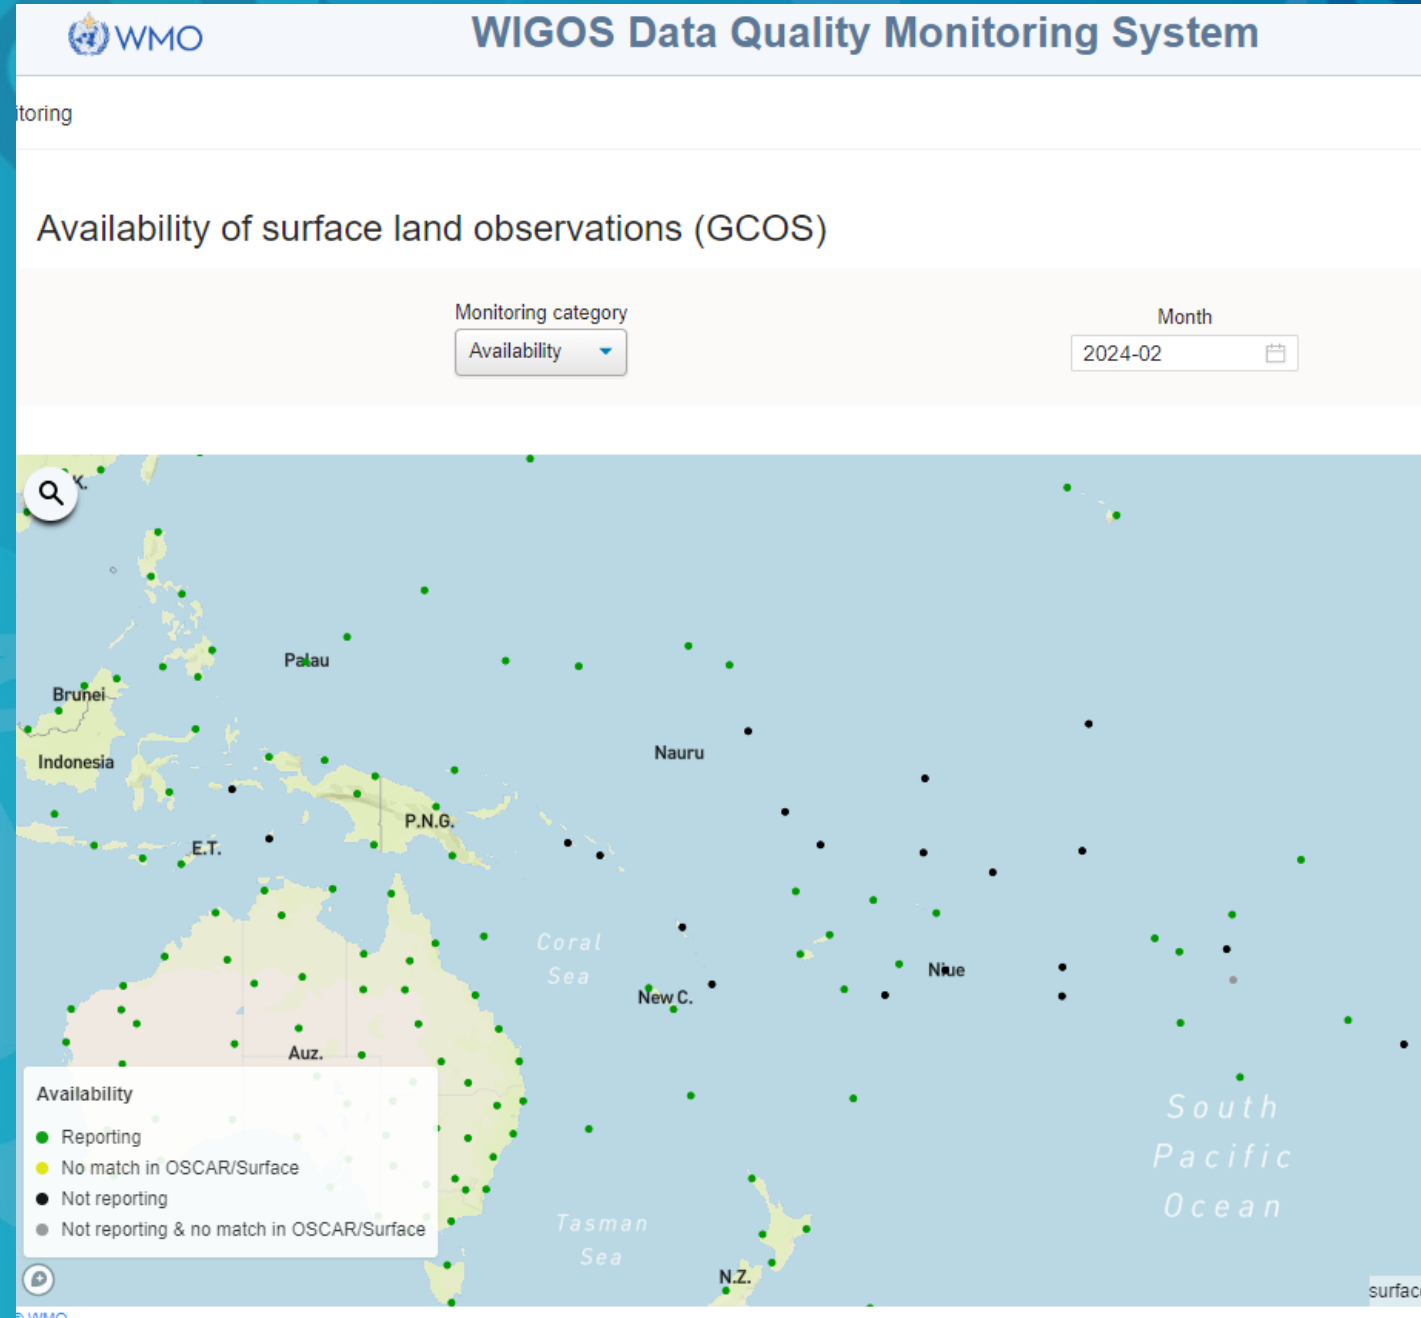 WMO
WIGOS Data Quality Monitoring System
itoring
Availability of surface land observations (GCOS)
Monitoring category
Month
Availability
2024-02
K.
Palau
Brunei
Nauru
Indonesia
P.N.G.
E.T.
Coral
Sea
Niue
New C.
Auz.
Availability
Reporting
No match in OSCAR/Surface
Not reporting
Not reporting & no match in OSCAR/Surface
South
Pacific
Ocean
Tasman
Sea
N.Z.
surface
© WMO